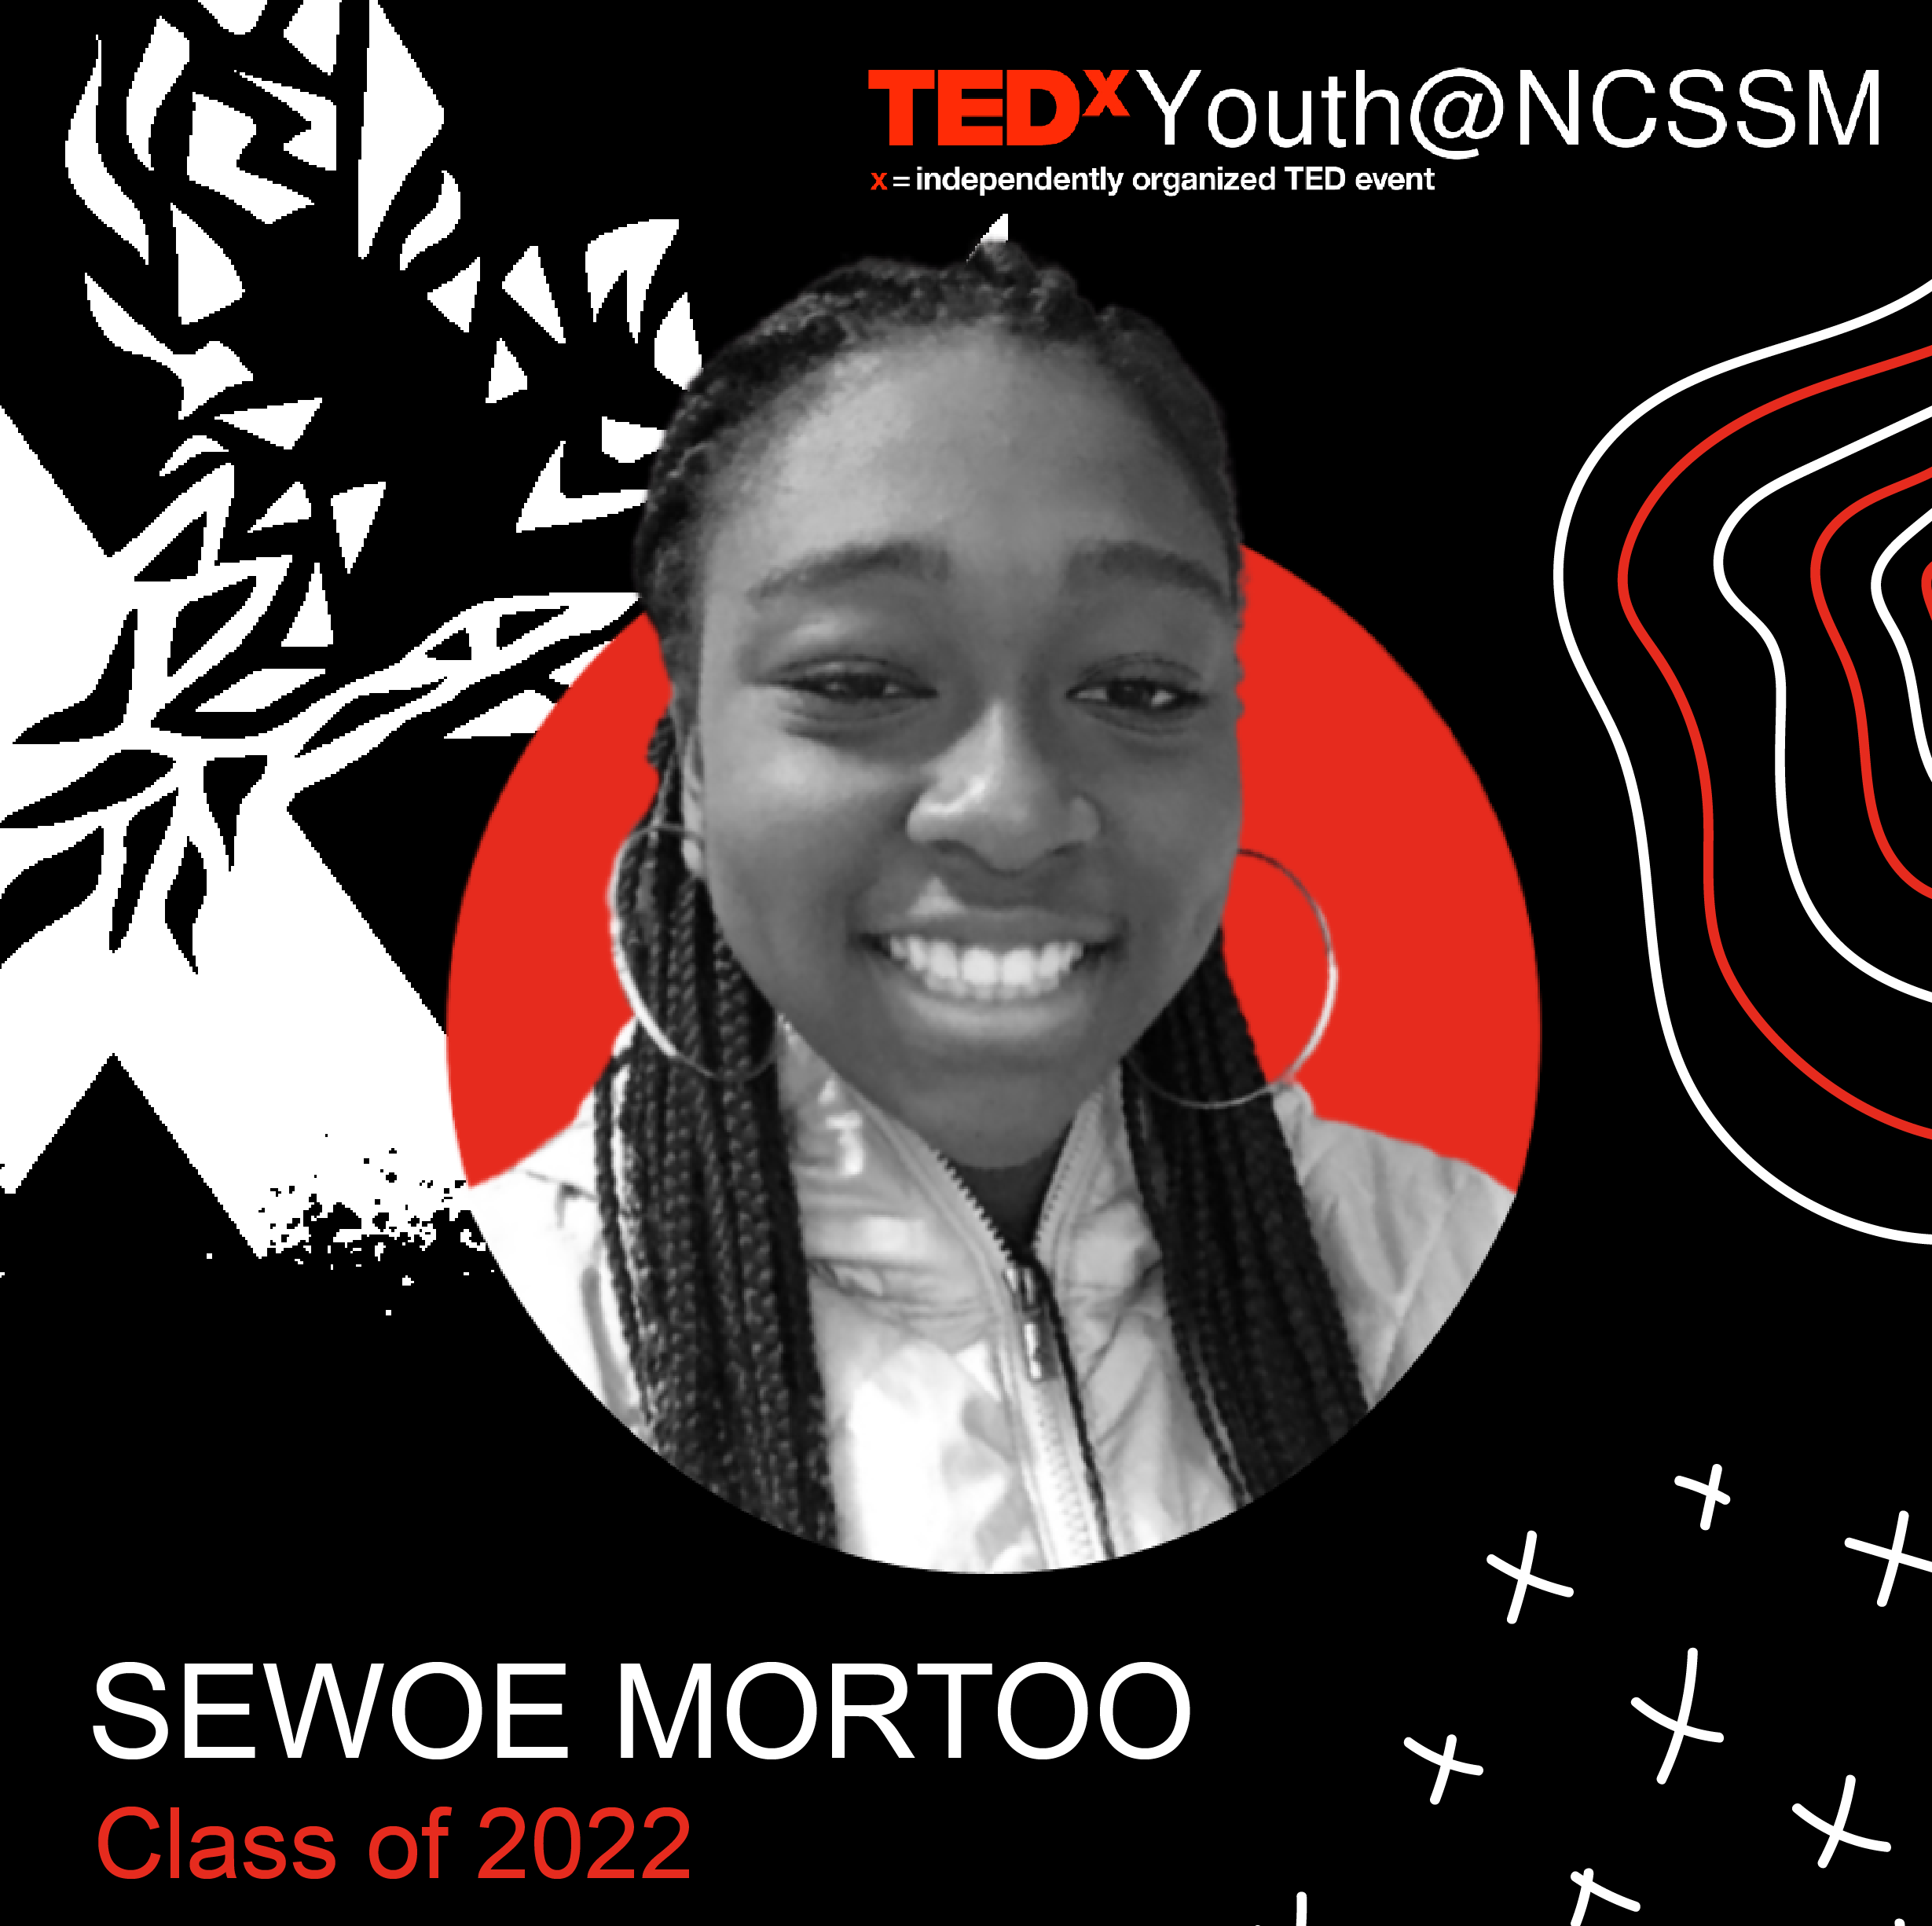 TEDxYouth@NCSSM
x = independently organized TED event
SEWOE MORTOO
Class of 2022